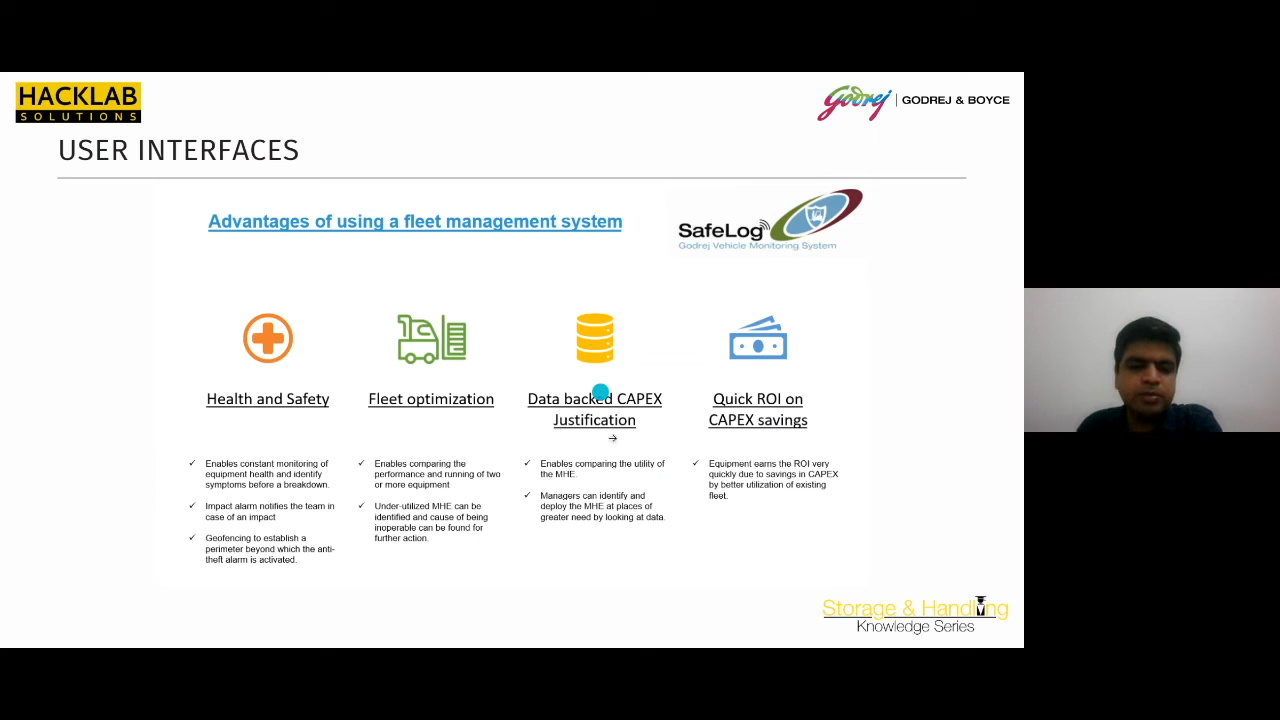 HACKLAB
SOLUTIONS
Godrej
GODREJ & BOYCE
USER INTERFACES
Advantages of using a fleet management system
SafeLog
Godrej Vehicle Monitoring System
Health and Safety
Enables constant monitoring of
equipment health and identify
symptoms before a breakdown.
Impact alarm notifies the team in
case of an impact
Geofencing to establish a
perimeter beyond which the anti-
theft alarm is activated.
Fleet optimization
Enables comparing the
performance and running of two
or more equipment
Under-utilized MHE can be
identified and cause of being
inoperable can be found for
further action.
Data backed CAPEX
Justification
Enables comparing the utility of
the MHE.
Managers can identify and
deploy the MHE at places of
greater need by looking at data.
Quick ROI on
CAPEX savings
Equipment earns the ROI very
quickly due to savings in CAPEX
by better utilization of existing
fleet.
Storage & Handling
Knowledge Series